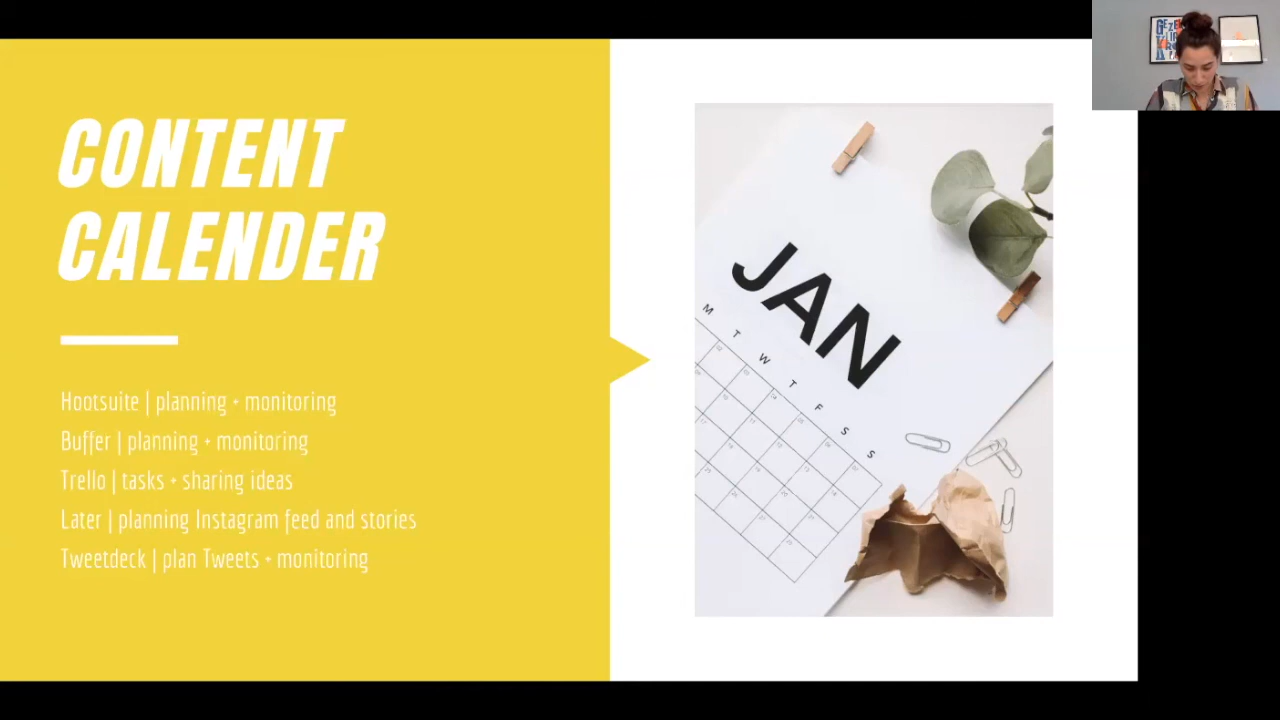 CONTENT
CALENDER
Hootsuite | planning + monitoring
Buffer | planning + monitoring
Trello | tasks + sharing ideas
Later | planning Instagram feed and stories
Tweetdeck | plan Tweets + monitoring
JAN
M T W T F S S